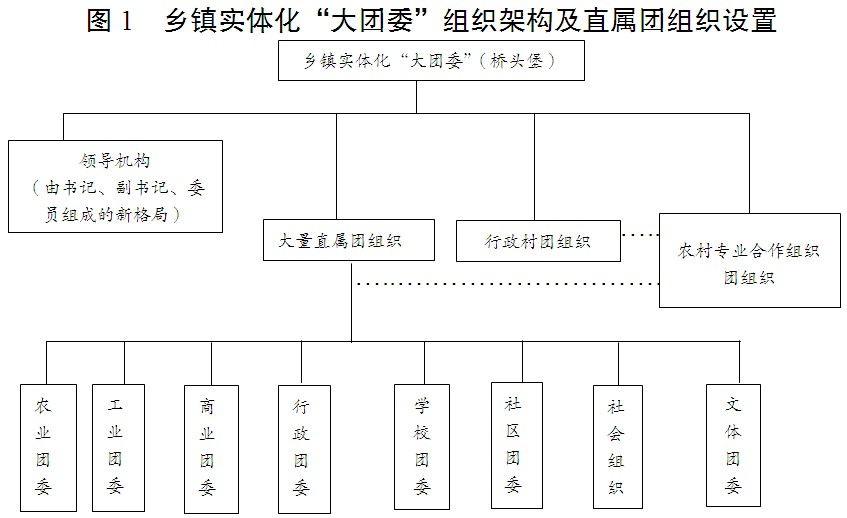 图 1 乡镇实体化“大团委”组织架构及直属团组织设置
乡镇实体化“大团委”（桥头堡）
领导机构
（由书记、副书记、委
员组成的新格局）
大量直属团组织
行政村团组织
农村专业合作组织
团组织
农业团委
工业团委
商业团委
行政团委
学校团委
社区团委
社会组织
文体团委